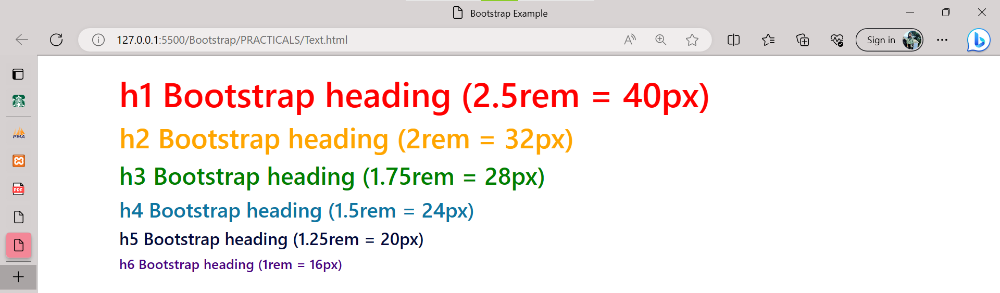 Bootstrap Example
127.0.0.1:5500/Bootstrap/PRACTICALS/Text.html
A
Sign in
b
PMA
PDF
h1 Bootstrap heading (2.5rem = 40px)
h2 Bootstrap heading (2rem = 32px)
h3 Bootstrap heading (1.75rem = 28px)
h4 Bootstrap heading (1.5rem = 24px)
h5 Bootstrap heading (1.25rem = 20px)
h6 Bootstrap heading (1rem = 16px)